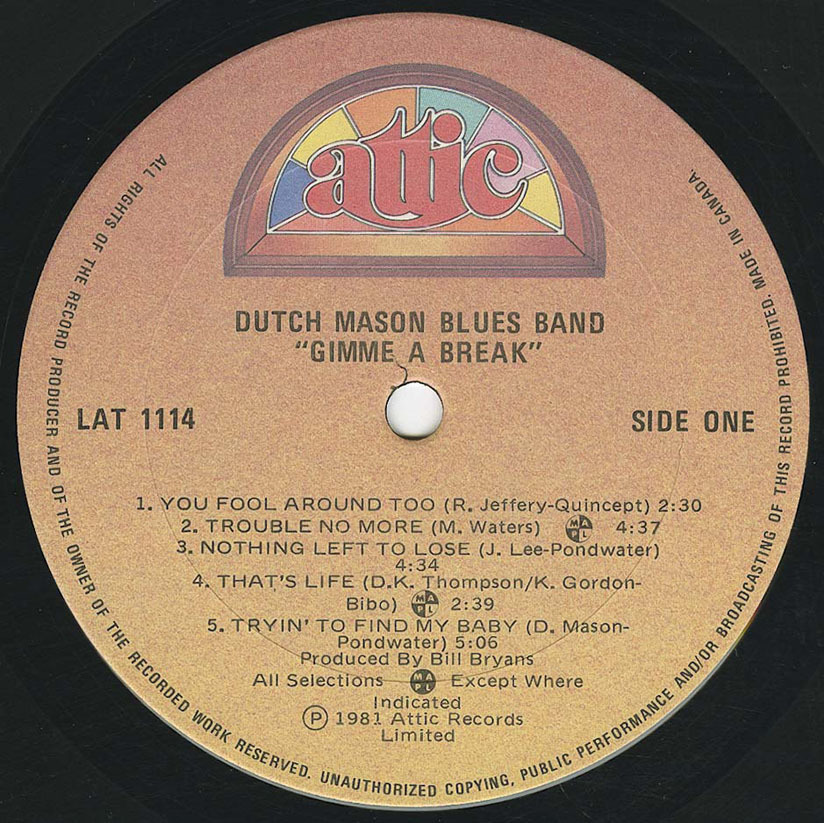 attic
DUTCH MASON BLUES BAND
"GIMME A BREAK"
LAT 1114
SIDE ONE
1. YOU FOOL AROUND TOO (R. Jeffery-Quincept) 2:30
2. TROUBLE NO MORE (M. Waters) MAPL 4:37
3. NOTHING LEFT TO LOSE (J. Lee-Pondwater)
4:34
4. THAT'S LIFE (D.K. Thompson/K. Gordon-
Bibo) MAPL 2:39
5. TRYIN' TO FIND MY BABY (D. Mason-
Pondwater) 5:06
Produced By Bill Bryans
All Selections MAPL Except Where
Indicated
Ⓟ 1981 Attic Records
Limited
ALL RIGHTS OF THE RECORD PRODUCER AND OF THE OWNER OF THE RECORDED WORK RESERVED. UNAUTHORIZED COPYING, PUBLIC PERFORMANCE AND/OR BROADCASTING OF THIS RECORD PROHIBITED. MADE IN CANADA.